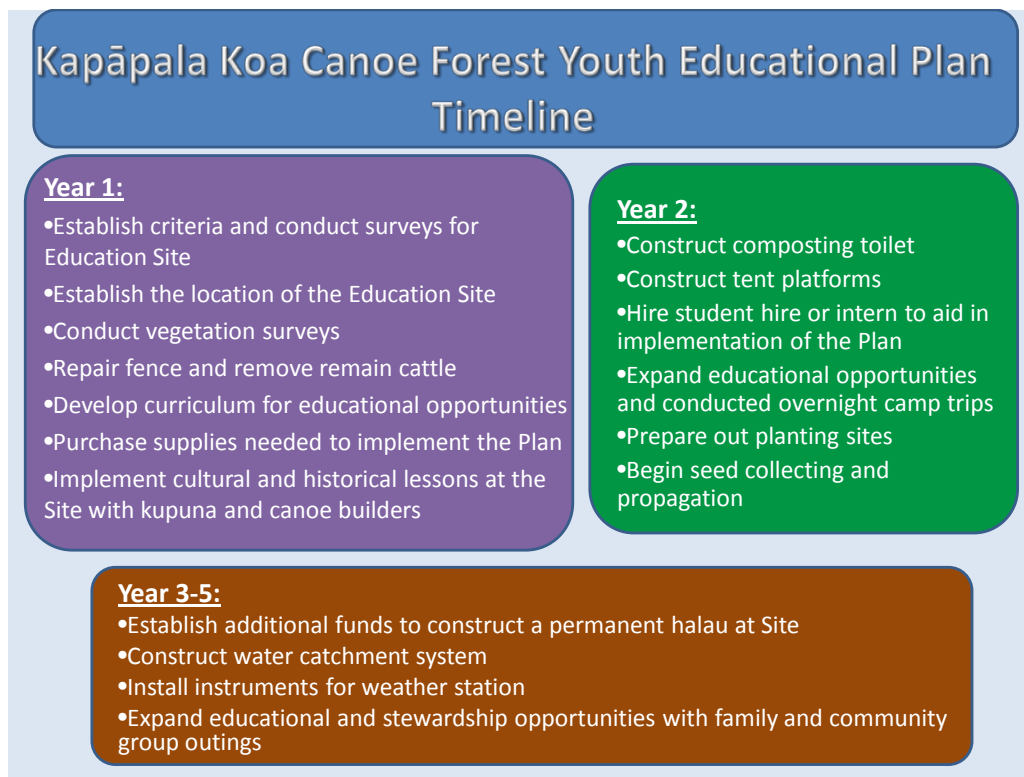 Kapāpala Koa Canoe Forest Youth Educational Plan
Timeline
Year 1:
•Establish criteria and conduct surveys for
Education Site
•Establish the location of the Education Site
•Conduct vegetation surveys
•Repair fence and remove remain cattle
•Develop curriculum for educational opportunities
•Purchase supplies needed to implement the Plan
•Implement cultural and historical lessons at the
Site with kupuna and canoe builders
Year 2:
•Construct composting toilet
•Construct tent platforms
•Hire student hire or intern to aid in
implementation of the Plan
•Expand educational opportunities
and conducted overnight camp trips
•Prepare out planting sites
•Begin seed collecting and
propagation
Year 3-5:
•Establish additional funds to construct a permanent halau at Site
•Construct water catchment system
•Install instruments for weather station
•Expand educational and stewardship opportunities with family and community
group outings